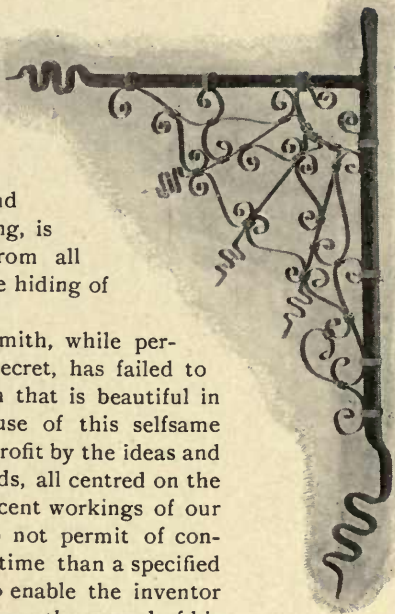 nd
ng, is
rom all
e hiding of
mith, while per-
ecret, has failed to
n that is beautiful in
use of this selfsame
rofit by the ideas and
ds, all centred on the
cent workings of our
not permit of con-
time than a specified
o enable the inventor